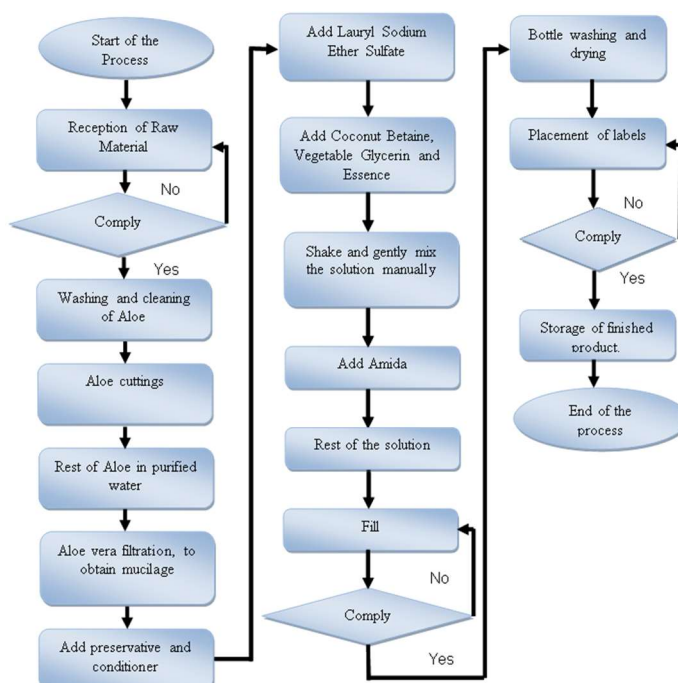 Start of the
Process
Reception of Raw
Material
No
Comply
Yes
Washing and cleaning
of Aloe
Aloe cuttings
Rest of Aloe in purified
water
Aloe vera filtration, to
obtain mucilage
Add preservative and
conditioner
Add Lauryl Sodium
Ether Sulfate
Add Coconut Betaine,
Vegetable Glycerin and
Essence
Shake and gently mix
the solution manually
Add Amida
Rest of the solution
Fill
No
Comply
Yes
Bottle washing and
drying
Placement of labels
No
Comply
Yes
Storage of finished
product.
End of the
process